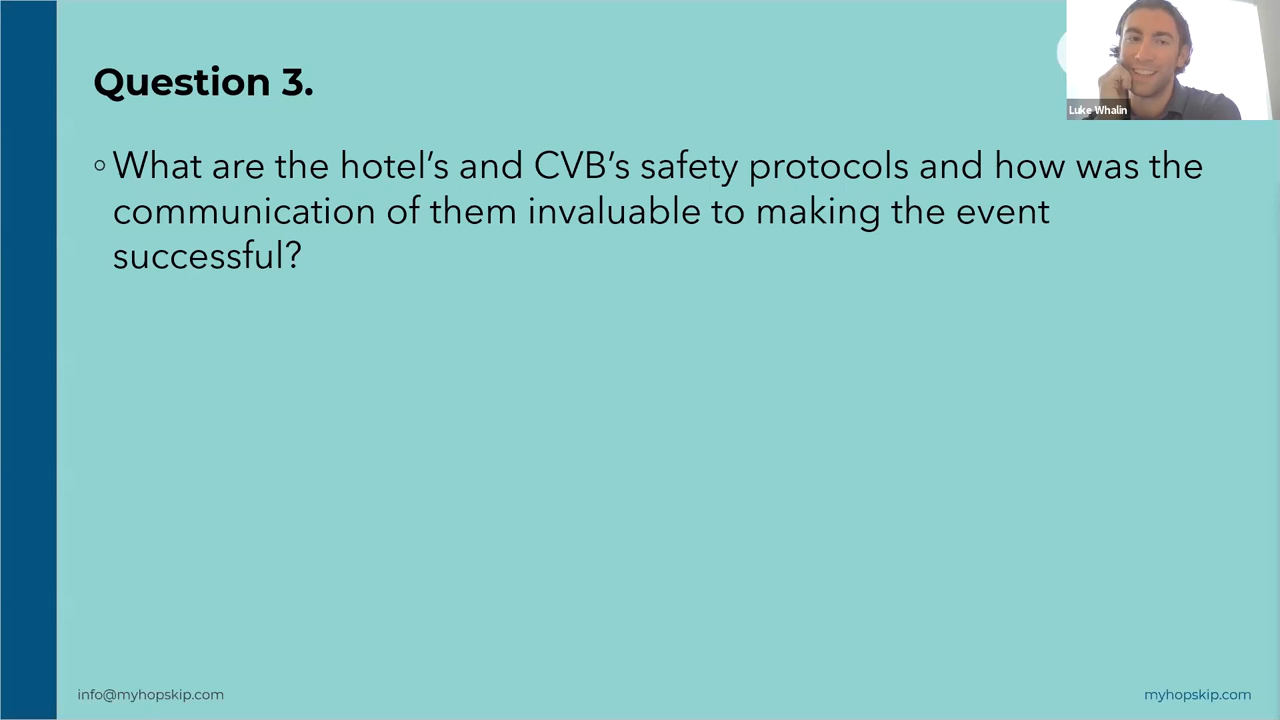 Question 3.
Luke Whalin
◦ What are the hotel’s and CVB’s safety protocols and how was the
communication of them invaluable to making the event
successful?
info@myhopskip.com
myhopskip.com